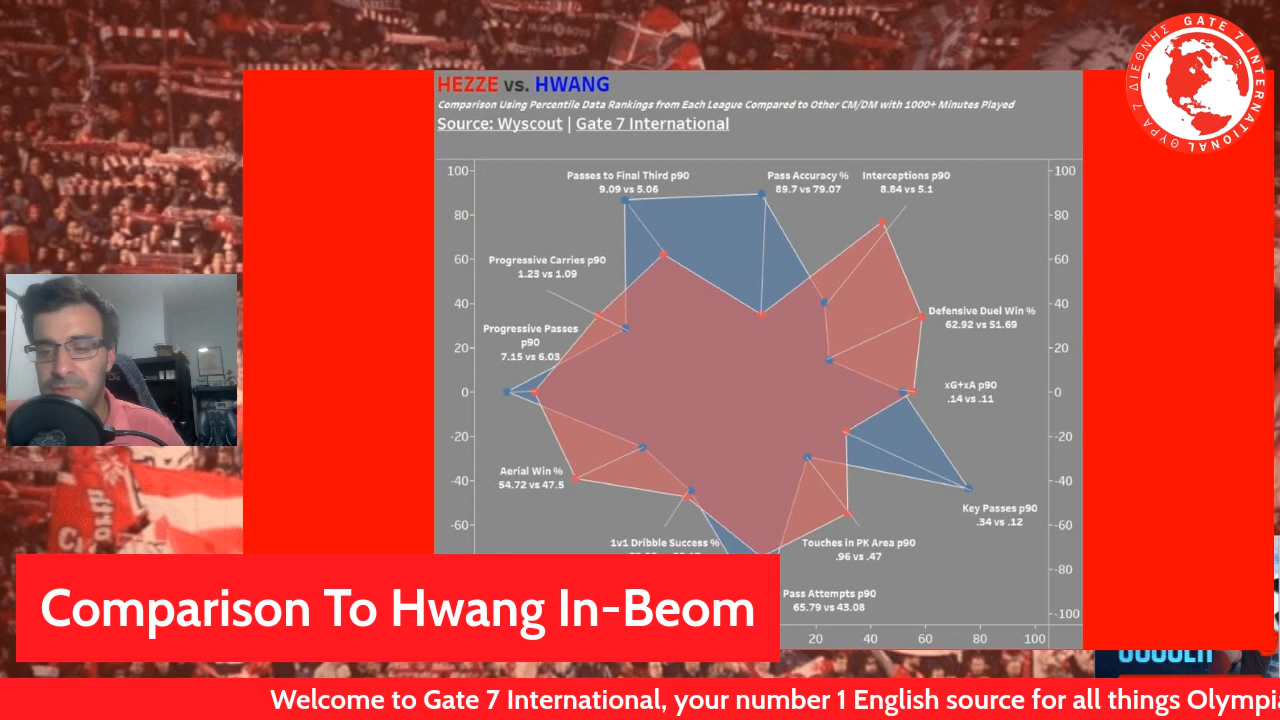 HEZZE vs. HWANG
Comparison Using Percentile Data Rankings from Each League Compared to Other CM/DM with 1000+ Minutes Played
Source: Wyscout | Gate 7 International
GATE 7 INTERNATIONAL
ΘΥΡΑ 7 ΔΙΕΘΝΗΣ
100
80
60
40
20
0
-20
-40
-60
Passes to Final Third p90
9.09 vs 5.06
Pass Accuracy %
89.7 vs 79.07
Interceptions p90
8.84 vs 5.1
Progressive Carries p90
1.23 vs 1.09
Defensive Duel Win %
62.92 vs 51.69
Progressive Passes
p90
7.15 vs 6.03
xG+xA p90
.14 vs .11
Aerial Win %
54.72 vs 47.5
Key Passes p90
.34 vs .12
1v1 Dribble Success %
Touches in PK Area p90
.96 vs .47
Pass Attempts p90
65.79 vs 43.08
100
80
60
40
20
0
-20
-40
-60
-80
-100
20 40 60 80 100
Comparison To Hwang In-Beom
Welcome to Gate 7 International, your number 1 English source for all things Olympia